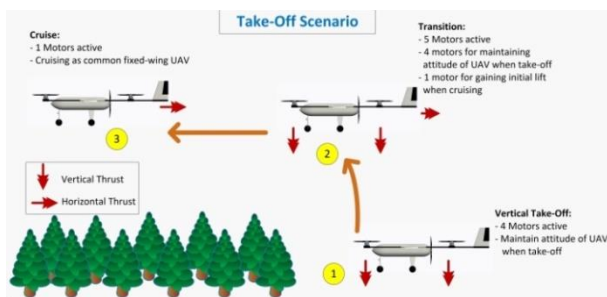 Take-Off Scenario
Cruise:
- 1 Motors active
- Cruising as common fixed-wing UAV
Transition:
- 5 Motors active
- 4 motors for maintaining
attitude of UAV when take-off
- 1 motor for gaining initial lift
when cruising
3
2
Vertical Thrust
Horizontal Thrust
Vertical Take-Off:
- 4 Motors active
- Maintain attitude of UAV
when take-off
1